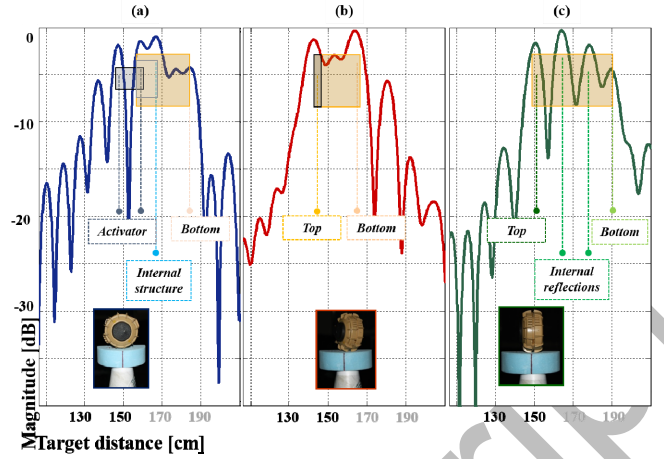 (a)
(b)
(c)
0
-10
-20
-30
Magnitude [dB]
Activator
Bottom
Internal
structure
Top
Bottom
Top
Bottom
Internal
reflections
130 150 170 190
130 150 170 190
130 150 170 190
Target distance [cm]